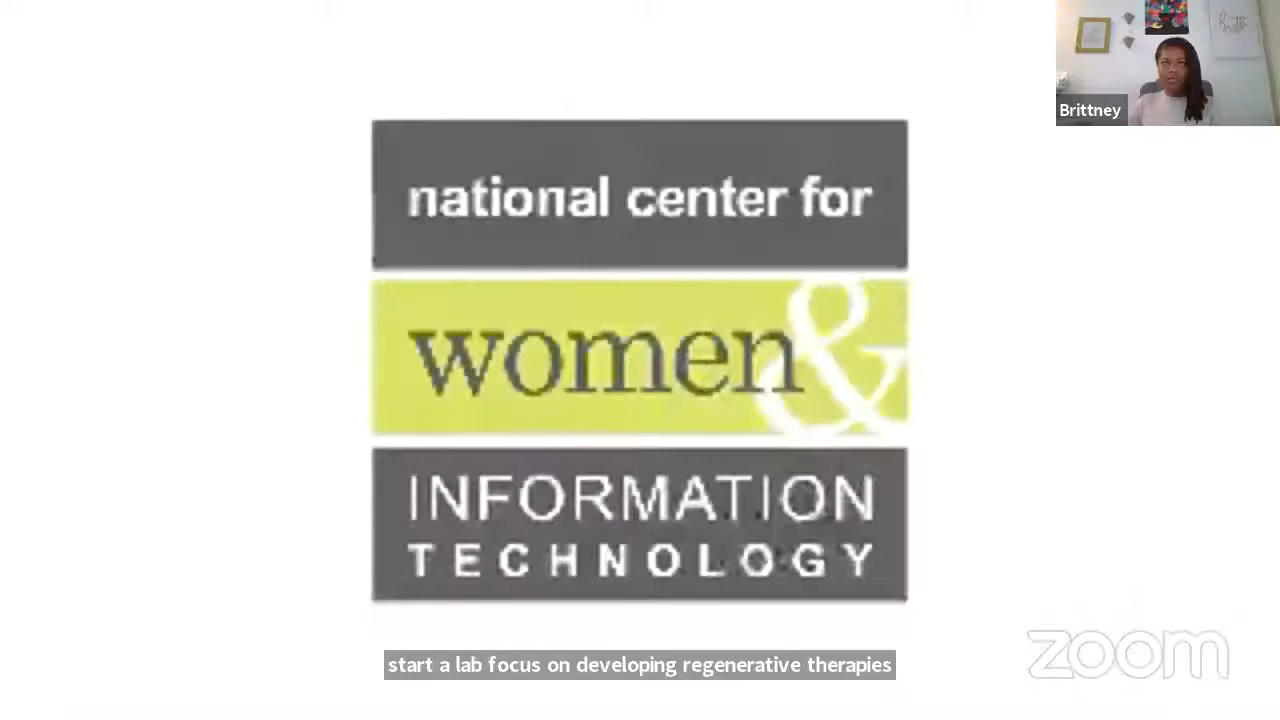 Brittney
national center for
women &
INFORMATION
TECHNOLOGY
start a lab focus on developing regenerative therapies
zoom